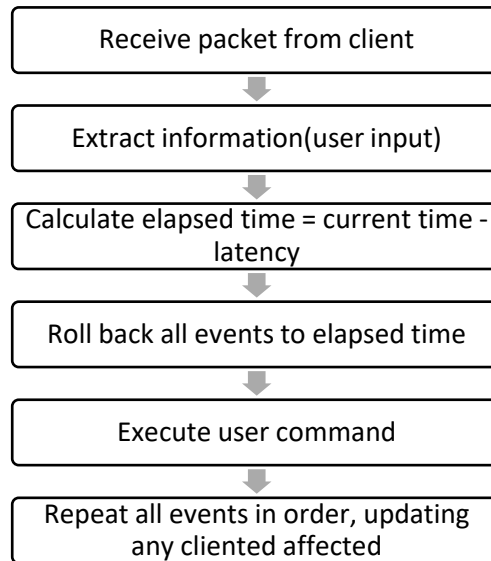 Receive packet from client
Extract information(user input)
Calculate elapsed time = current time -
latency
Roll back all events to elapsed time
Execute user command
Repeat all events in order, updating
any cliented affected